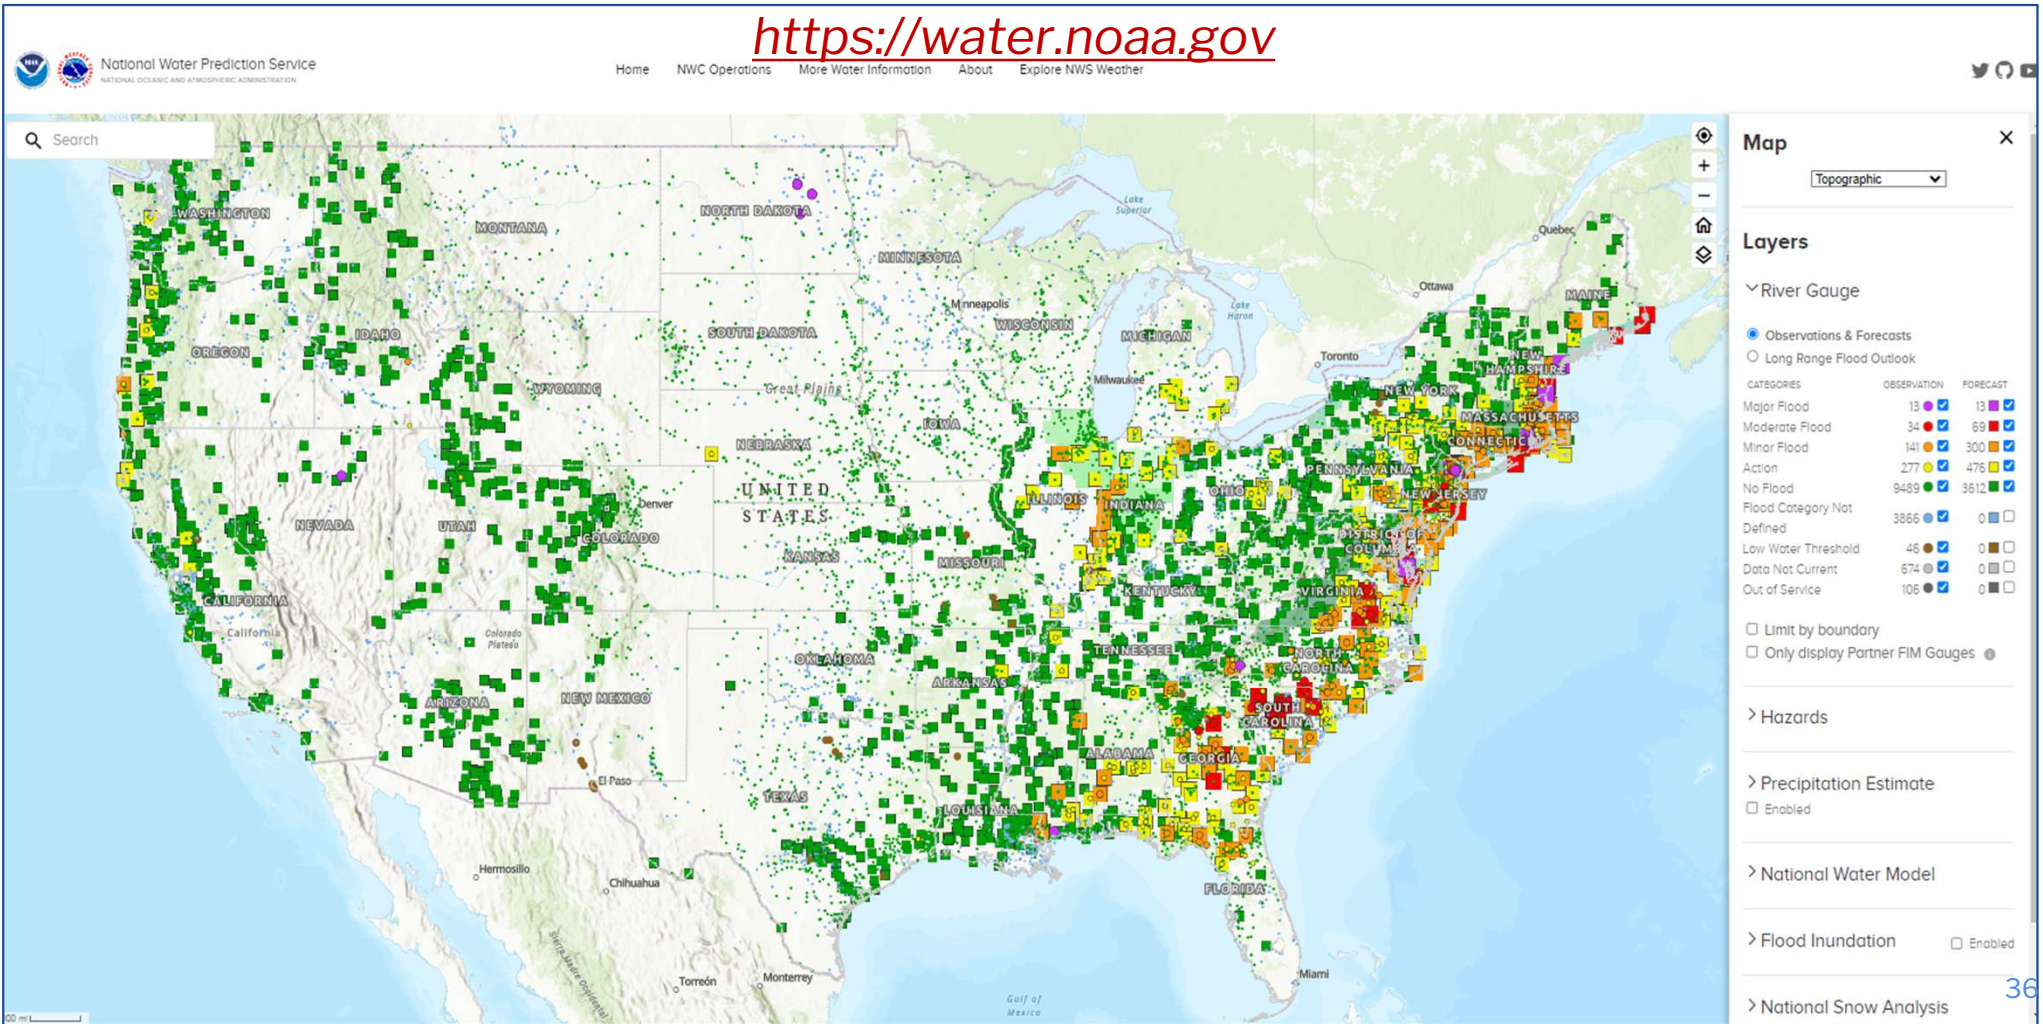 https://water.noaa.gov
National Water Prediction Service
NATIONAL OCEANIC AND ATMOSPHERIC ADMINISTRATION
Home NWC Operations More Water Information About Explore NWS Weather
Search
WASHINGTON
MONTANA
NORTH DAKOTA
MINNESOTA
Lake Superior
Quebec
Ottawa
MAINE
Minneapolis
WISCONSIN
Lake Huron
OREGON
IDAHO
SOUTH DAKOTA
MICHIGAN
Toronto
NEW HAMPSHIRE
WYOMING
Great Plains
Milwaukee
NEW YORK
MASSACHUSETTS
IOWA
CONNECTICUT
NEBRASKA
PENNSYLVANIA
UNITED STATES
Denver
ILLINOIS
INDIANA
OHIO
NEW JERSEY
NEVADA
UTAH
COLORADO
DISTRICT OF COLUMBIA
KANSAS
MISSOURI
KENTUCKY
VIRGINIA
CALIFORNIA
California
Colorado Plateau
OKLAHOMA
TENNESSEE
NORTH CAROLINA
ARKANSAS
ARIZONA
NEW MEXICO
SOUTH CAROLINA
ALABAMA
GEORGIA
El Paso
TEXAS
LOUISIANA
Hermosillo
Chihuahua
FLORIDA
Sierra Madre Occidental
Torreón
Monterrey
Miami
Gulf of Mexico
00 mi
Map
Topographic
Layers
River Gauge
Observations & Forecasts
Long Range Flood Outlook
CATEGORIES OBSERVATION FORECAST
Major Flood 13 13
Moderate Flood 34 69
Minor Flood 141 300
Action 277 476
No Flood 9489 3612
Flood Category Not
Defined 3866 0
Low Water Threshold 46 0
Data Not Current 674 0
Out of Service 106 0
Limit by boundary
Only display Partner FIM Gauges
Hazards
Precipitation Estimate
Enabled
National Water Model
Flood Inundation Enabled
National Snow Analysis
36